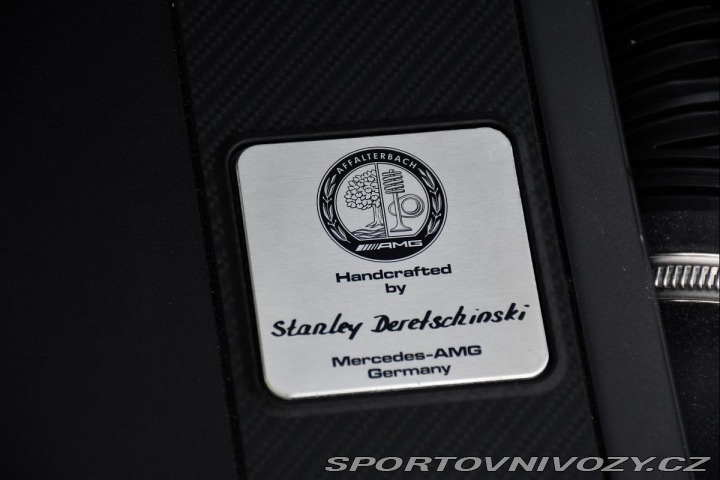 AFFALTERBACH
AMG
Handcrafted
by
Stanley Deretschinski
Mercedes-AMG
Germany
SPORTOVNIVOZY.CZ